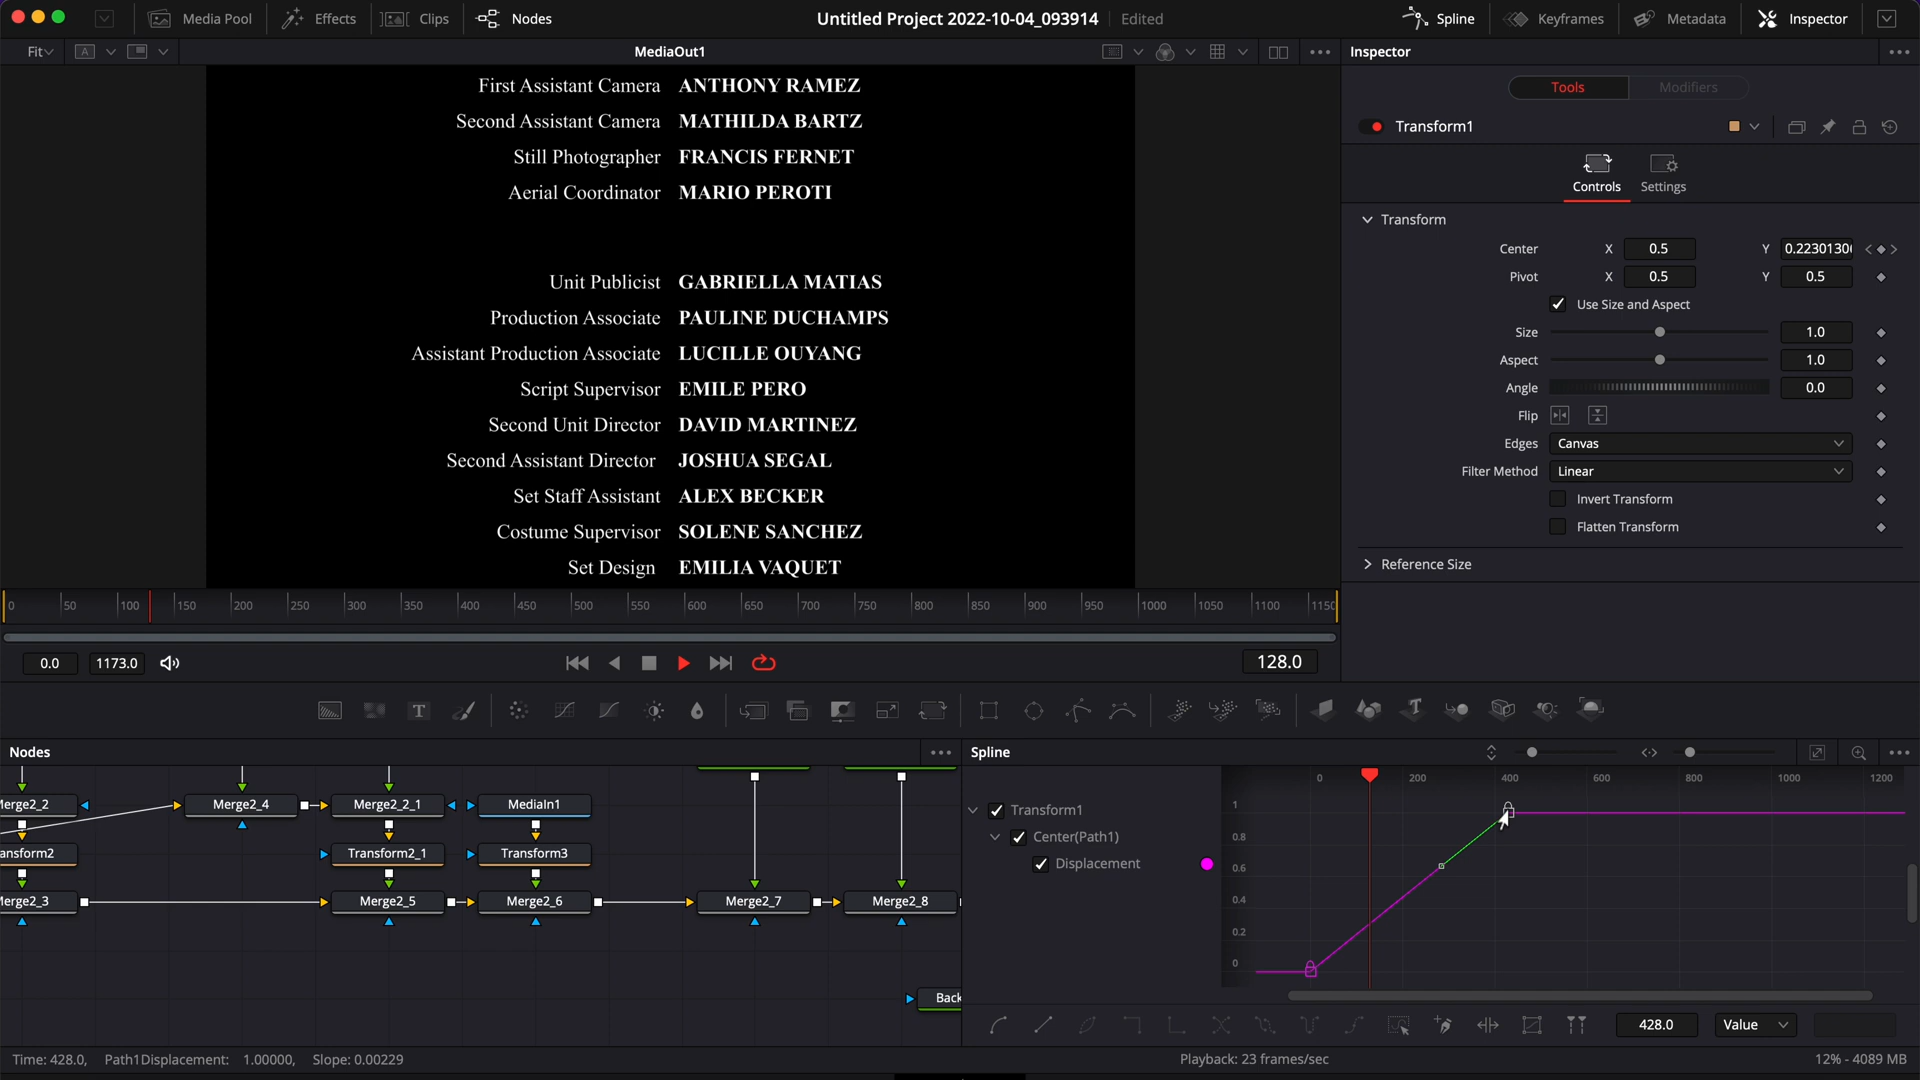 Media Pool Effects Clips Nodes Untitled Project 2022-10-04_093914 Edited Spline Keyframes Metadata Inspector
Fit A MediaOut1 Inspector
Tools Modifiers
Transform1
Controls Settings
Transform
Center X 0.5 Y 0.2230130
Pivot X 0.5 Y 0.5
Use Size and Aspect
Size 1.0
Aspect 1.0
Angle 0.0
Flip
Edges Canvas
Filter Method Linear
Invert Transform
Flatten Transform
Reference Size
First Assistant Camera ANTHONY RAMEZ
Second Assistant Camera MATHILDA BARTZ
Still Photographer FRANCIS FERNET
Aerial Coordinator MARIO PEROTI
Unit Publicist GABRIELLA MATIAS
Production Associate PAULINE DUCHAMPS
Assistant Production Associate LUCILLE OUYANG
Script Supervisor EMILE PERO
Second Unit Director DAVID MARTINEZ
Second Assistant Director JOSHUA SEGAL
Set Staff Assistant ALEX BECKER
Costume Supervisor SOLENE SANCHEZ
Set Design EMILIA VAQUET
0 50 100 150 200 250 300 350 400 450 500 550 600 650 700 750 800 850 900 950 1000 1050 1100 1150
0.0 1173.0 128.0
T T
Nodes
Merge2_2 Merge2_4 Merge2_2_1 MediaIn1
ansform2 Transform2_1 Transform3
Merge2_3 Merge2_5 Merge2_6 Merge2_7 Merge2_8
Back
Spline
0 200 400 600 800 1000 1200
Transform1
Center(Path1)
Displacement
1
0.8
0.6
0.4
0.2
0
428.0 Value
Time: 428.0, Path1Displacement: 1.00000, Slope: 0.00229 Playback: 23 frames/sec 12% - 4089 MB